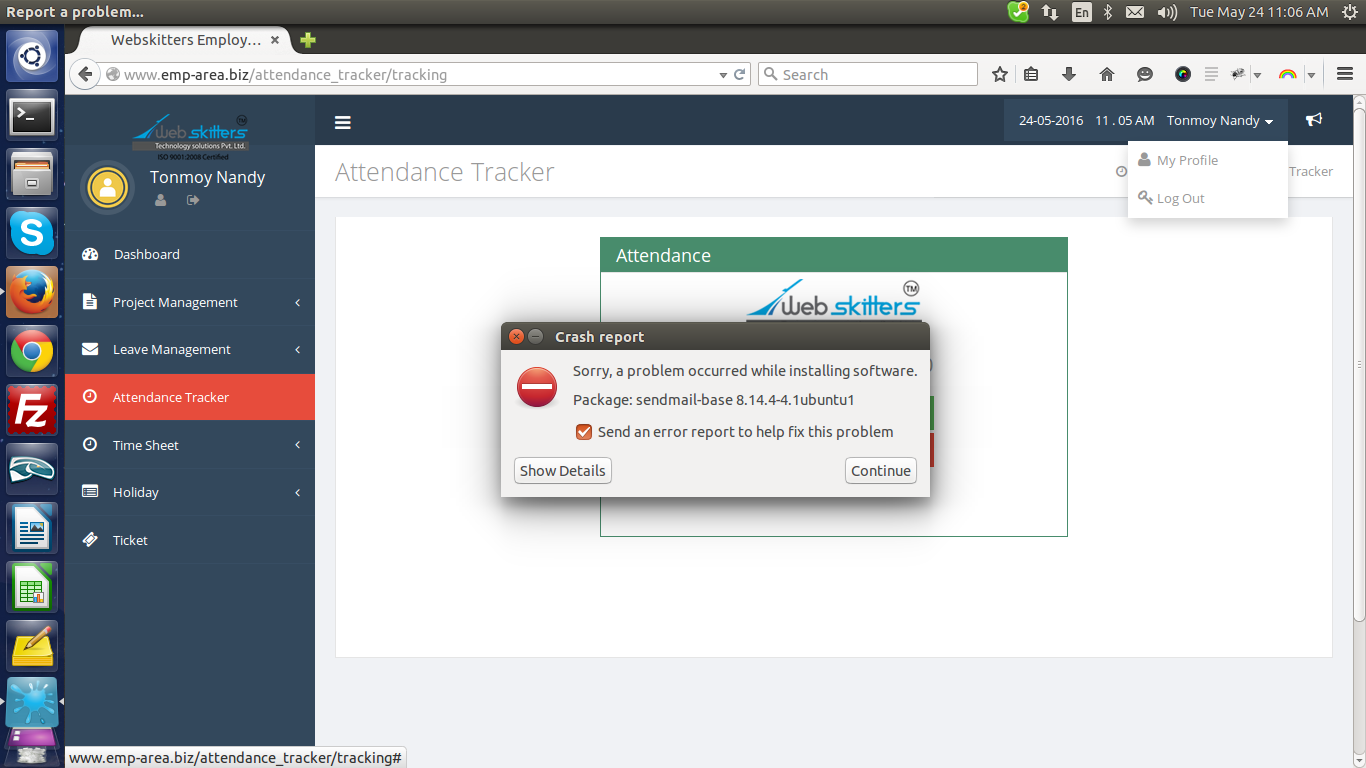 Report a problem...
2
En
Tue May 24 11:06 AM
Webskitters Employ...
www.emp-area.biz/attendance_tracker/tracking
Search
web skitters
TM
Technology solutions Pvt. Ltd.
ISO 9001:2008 Certified
24-05-2016 11 . 05 AM Tonmoy Nandy
My Profile
Log Out
Tonmoy Nandy
Attendance Tracker
Tracker
Dashboard
Project Management
Leave Management
Attendance Tracker
Time Sheet
Holiday
Ticket
Attendance
web skitters
TM
Crash report
Sorry, a problem occurred while installing software.
Package: sendmail-base 8.14.4-4.1ubuntu1
Send an error report to help fix this problem
Show Details
Continue
Fz
www.emp-area.biz/attendance_tracker/tracking#